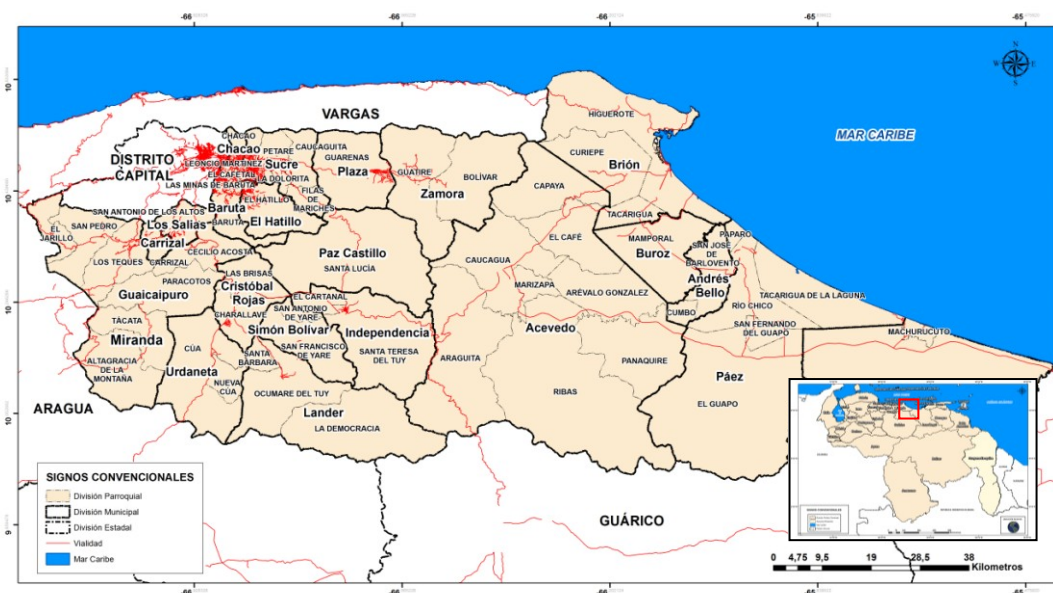 VARGAS
MAR CARIBE
HIGUEROTE
CURIEPE
Brión
CHACAO
Chacao
PETARE
CAUCAGUITA
GUARENAS
DISTRITO
CAPITAL
LEONCIO MARTÍNEZ
Sucre
Plaza
GUATIRE
BOLÍVAR
EL CAFETAL
LA DOLORITA
LAS MINAS DE BARUTA
Zamora
CAPAYA
EL HATILLO
FILAS
DE
MARICHES
SAN ANTONIO DE LOS ALTOS
Baruta
BARUTA
El Hatillo
TACARIGUA
EL
JARILLO
SAN PEDRO
Los Salias
Carrizal
CARRIZAL
CECILIO ACOSTA
EL CAFÉ
MAMPORAL
Buroz
SAN JOSÉ
DE
BARLOVENTO
PAPARO
Paz Castillo
SANTA LUCÍA
CAUCAGUA
LOS TEQUES
PARACOTOS
LAS BRISAS
Cristóbal
Rojas
Andrés
Bello
Guaicaipuro
MARIZAPA
ARÉVALO GONZALEZ
EL CARTANAL
TACARIGUA DE LA LAGUNA
RÍO CHICO
CUMBO
SAN ANTONIO
DE YARE
CHARALLAVE
TÁCATA
Simón Bolívar
Independencia
Acevedo
SAN FERNANDO
DEL GUAPO
MACHURUCUTO
Miranda
CÚA
SAN FRANCISCO
DE YARE
SANTA
BÁRBARA
SANTA TERESA
DEL TUY
ARAGUITA
PANAQUIRE
ALTAGRACIA
DE LA
MONTAÑA
Urdaneta
Páez
NUEVA
CÚA
OCUMARE DEL TUY
RIBAS
EL GUAPO
ARAGUA
Lander
LA DEMOCRACIA
GUÁRICO
SIGNOS CONVENCIONALES
División Parroquial
División Municipal
División Estadal
Vialidad
Mar Caribe
0 4,75 9,5 19 28,5 38
Kilometros
N
W E
S